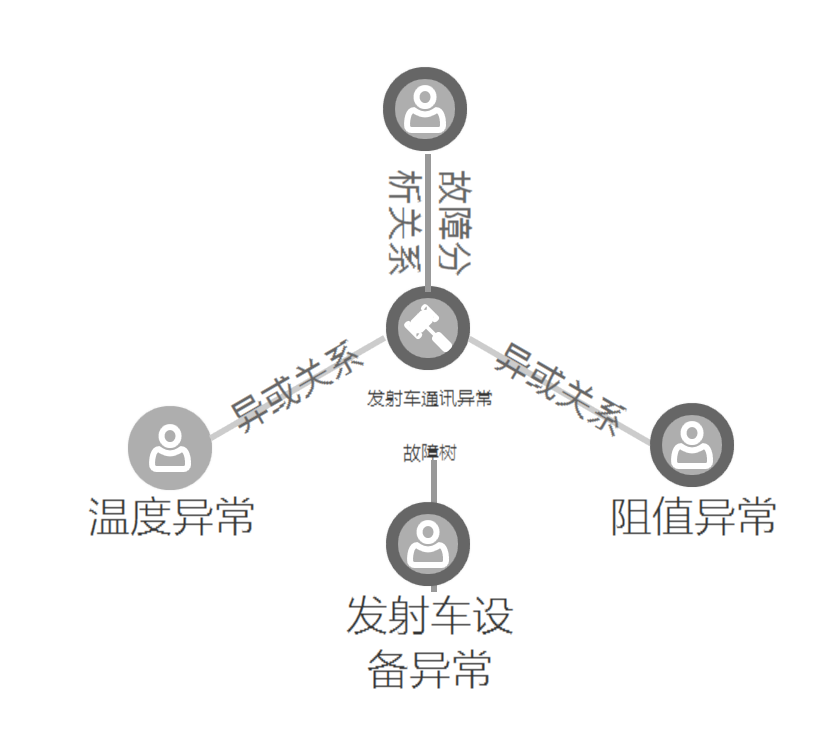 故障分
析关系
异或关系
异或关系
发射车通讯异常
故障树
温度异常
阻值异常
发射车设
备异常